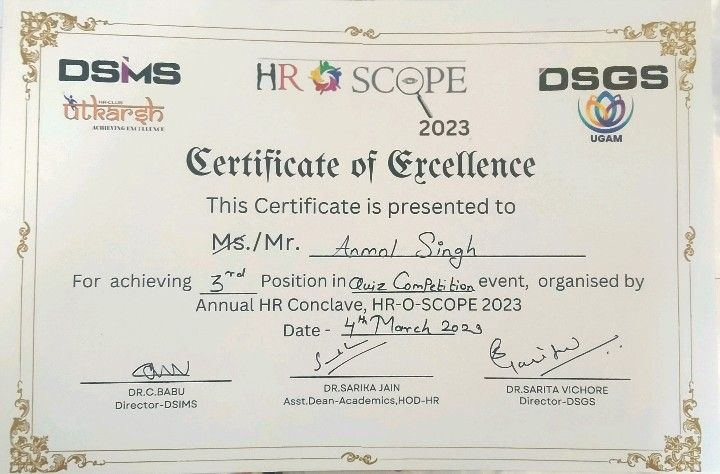 DSIMS
HR-CLUB
utkarsh
ACHIEVING EXCELLENCE
HR SCOPE
2023
DSGS
UGAM
Certificate of Excellence
This Certificate is presented to
Ms./Mr. Anmol Singh
For achieving 3rd Position in Quiz Competition event, organised by
Annual HR Conclave, HR-O-SCOPE 2023
Date - 4th March 2023
DR.C.BABU
Director-DSIMS
DR.SARIKA JAIN
Asst.Dean-Academics,HOD-HR
DR.SARITA VICHORE
Director-DSGS